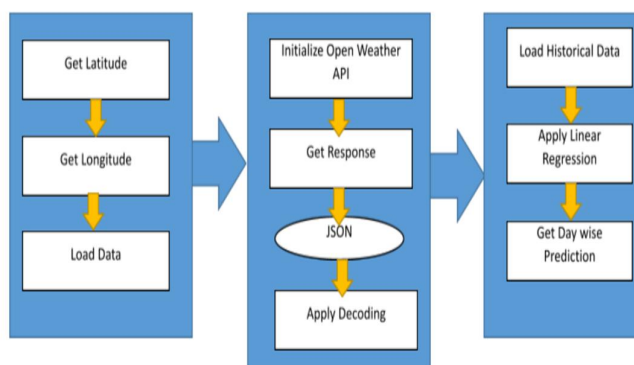 Get Latitude
Get Longitude
Load Data
Initialize Open Weather
API
Get Response
JSON
Apply Decoding
Load Historical Data
Apply Linear
Regression
Get Day wise
Prediction